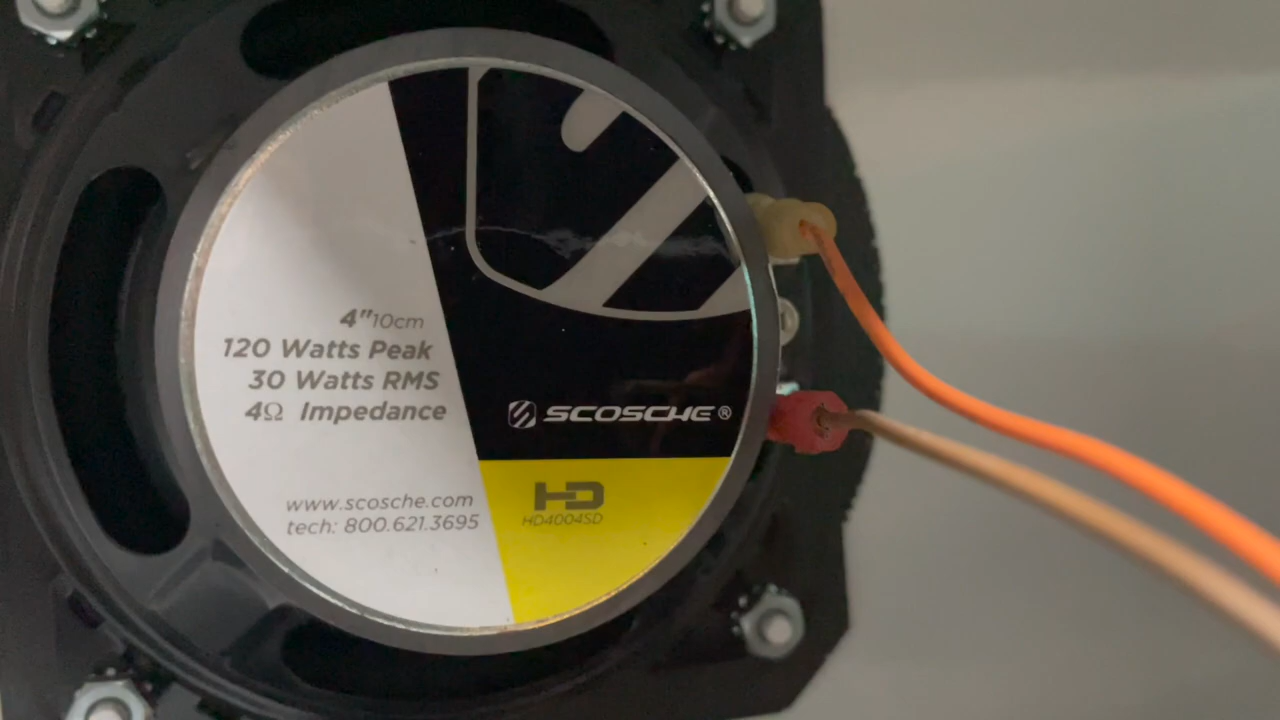 4" 10cm
120 Watts Peak
30 Watts RMS
4Ω Impedance
SCOSCHE®
www.scosche.com
tech: 800.621.3695
HD
HD4004SD